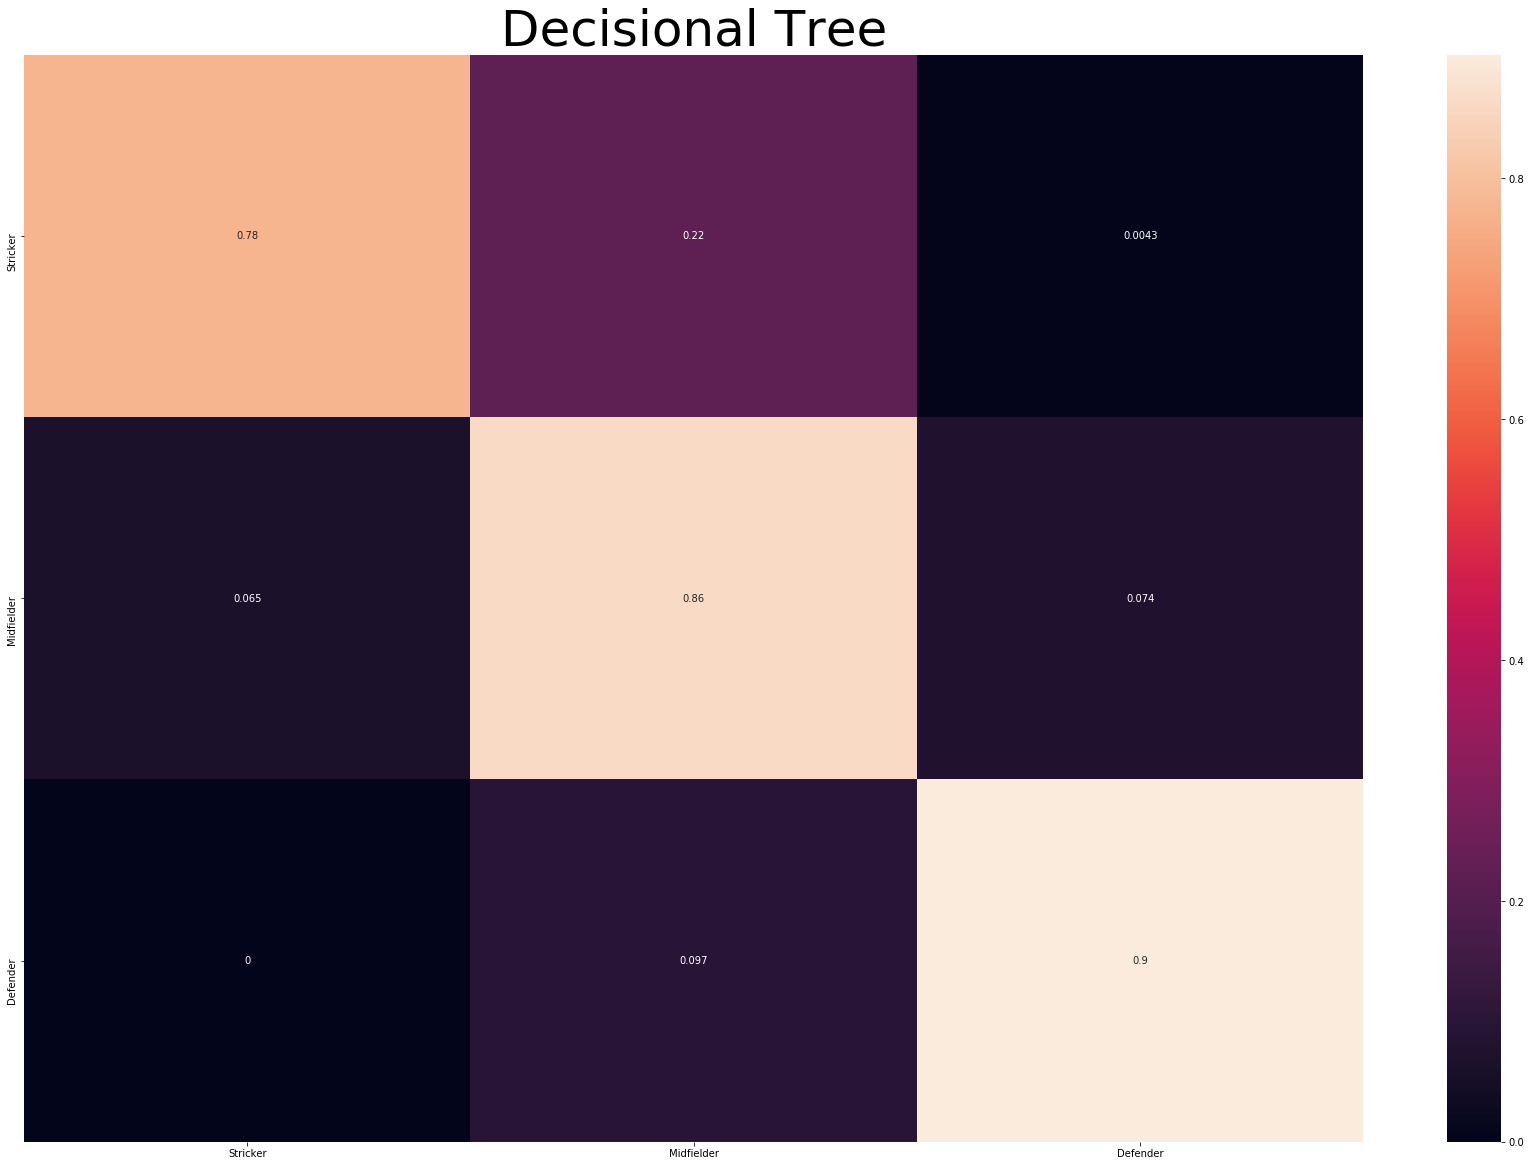 Decisional Tree
Stricker
0.78
0.22
0.0043
Midfielder
0.065
0.86
0.074
Defender
0
0.097
0.9
Stricker
Midfielder
Defender
0.8
0.6
0.4
0.2
0.0